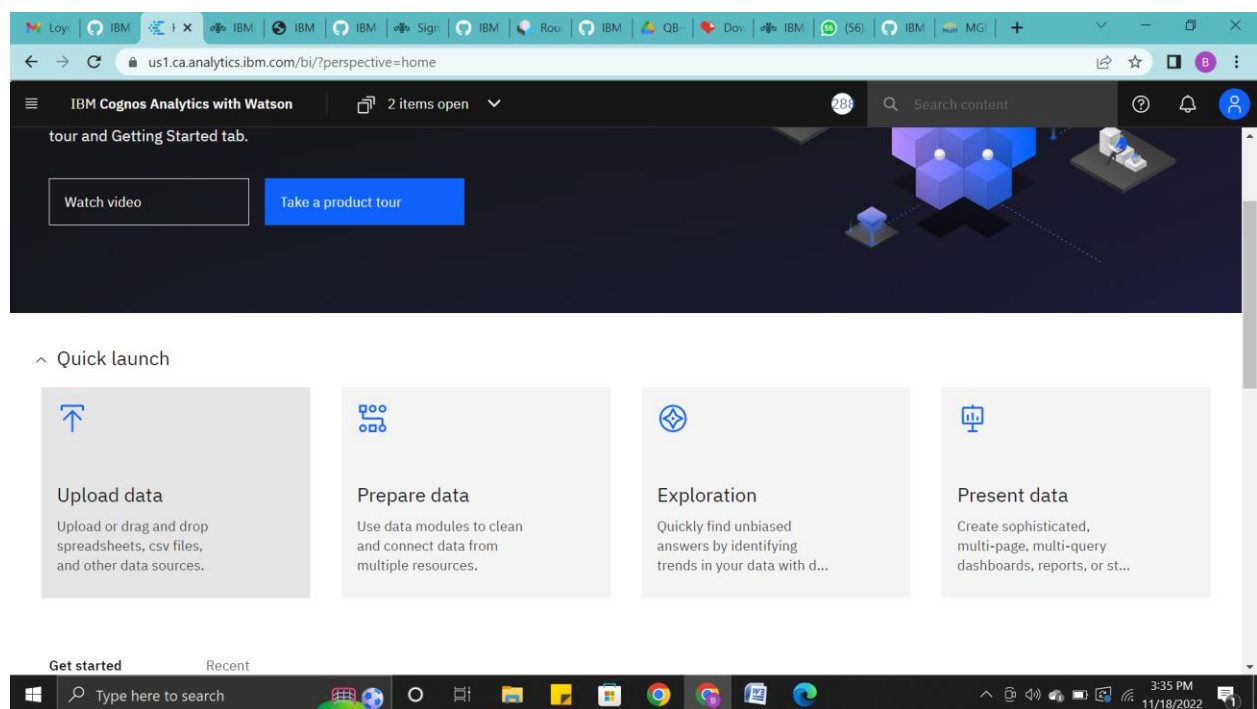 Loy
IBM
IBM
IBM
IBM
Sign
IBM
Rou
IBM
QB-
Dow
IBM
(56)
IBM
MG
us1.ca.analytics.ibm.com/bi/?perspective=home
B
IBM Cognos Analytics with Watson
2 items open
288
Search content
tour and Getting Started tab.
Watch video
Take a product tour
Quick launch
Upload data
Upload or drag and drop
spreadsheets, csv files,
and other data sources.
Prepare data
Use data modules to clean
and connect data from
multiple resources.
Exploration
Quickly find unbiased
answers by identifying
trends in your data with d...
Present data
Create sophisticated,
multi-page, multi-query
dashboards, reports, or st...
Get started
Recent
Type here to search
3:35 PM
11/18/2022
1